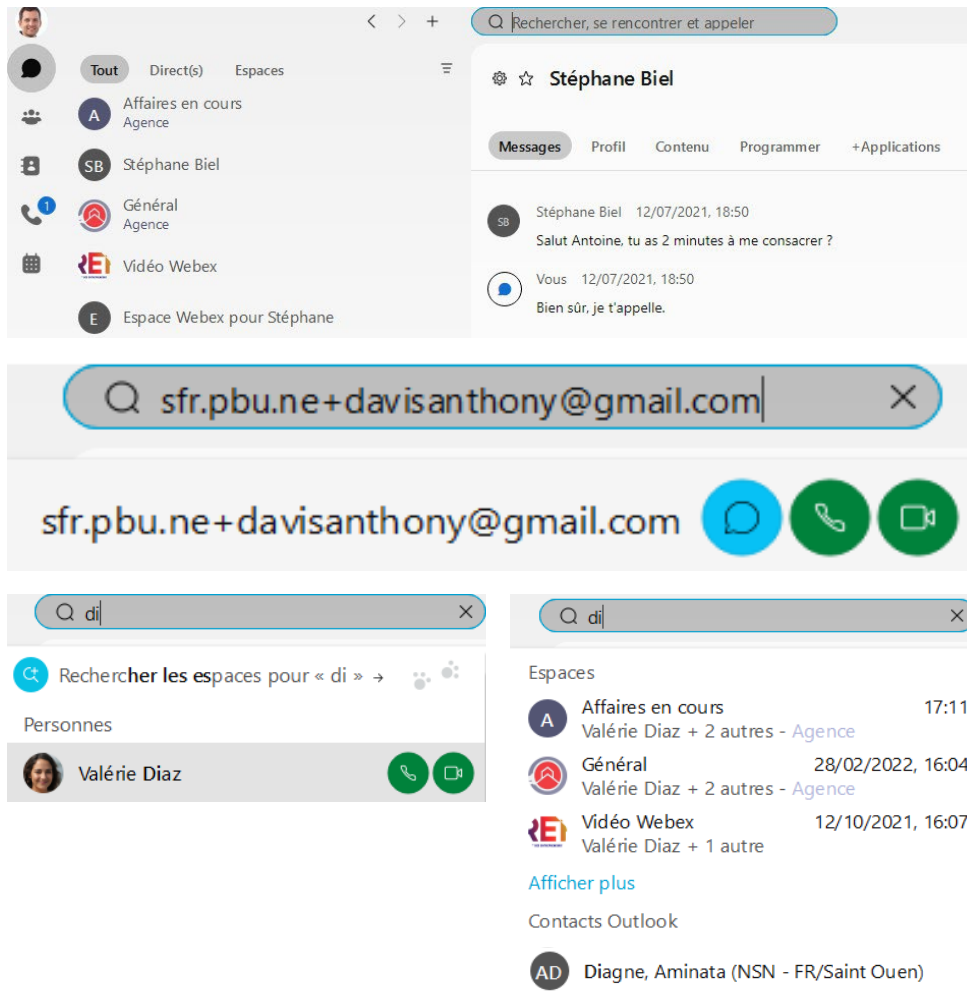 Rechercher, se rencontrer et appeler
Tout Direct(s) Espaces
A Affaires en cours
Agence
SB Stéphane Biel
Général
Agence
1
Vidéo Webex
E Espace Webex pour Stéphane
Stéphane Biel
Messages Profil Contenu Programmer +Applications
SB Stéphane Biel 12/07/2021, 18:50
Salut Antoine, tu as 2 minutes à me consacrer ?
Vous 12/07/2021, 18:50
Bien sûr, je t'appelle.
sfr.pbu.ne+davisanthony@gmail.com
sfr.pbu.ne+davisanthony@gmail.com
di
Rechercher les espaces pour « di » →
Personnes
Valérie Diaz
di
Espaces
A Affaires en cours 17:11
Valérie Diaz + 2 autres - Agence
Général 28/02/2022, 16:04
Valérie Diaz + 2 autres - Agence
Vidéo Webex 12/10/2021, 16:07
Valérie Diaz + 1 autre
Afficher plus
Contacts Outlook
AD Diagne, Aminata (NSN - FR/Saint Ouen)